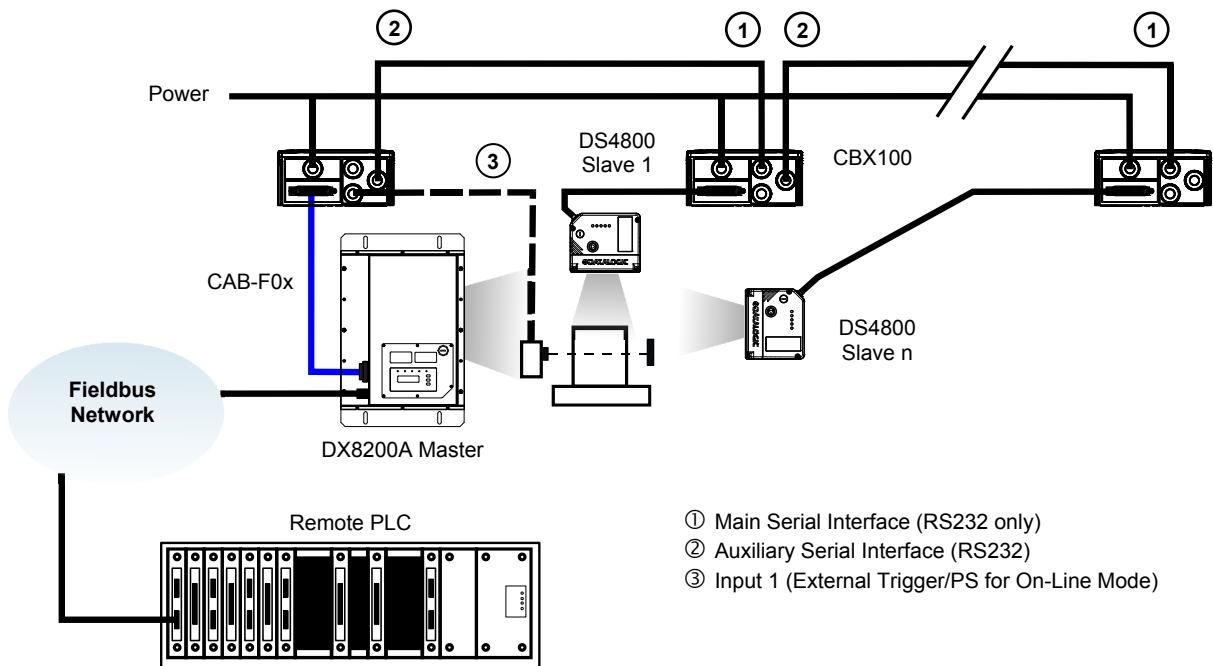 ② ① ② ①
Power
③
DS4800
Slave 1
CBX100
CAB-F0x
DATALOGIC
DATALOGIC
DS4800
Slave n
Fieldbus
Network
DX8200A Master
Remote PLC
① Main Serial Interface (RS232 only)
② Auxiliary Serial Interface (RS232)
③ Input 1 (External Trigger/PS for On-Line Mode)